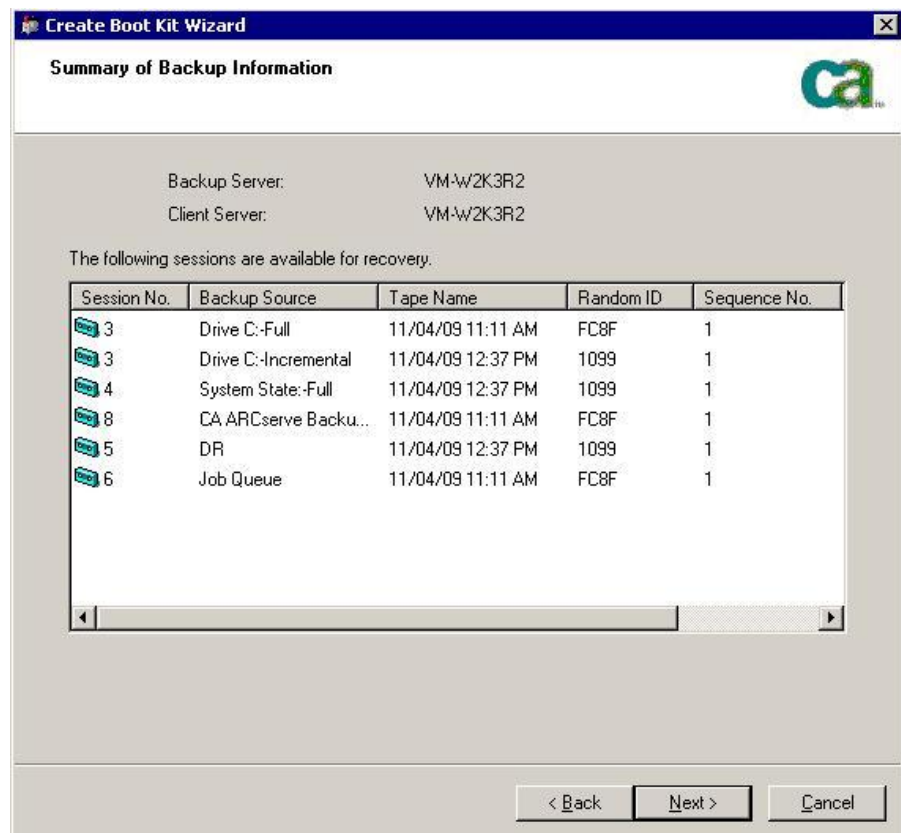 Create Boot Kit Wizard
Summary of Backup Information
ca
Backup Server: VM-W2K3R2
Client Server: VM-W2K3R2
The following sessions are available for recovery.
Session No. Backup Source Tape Name Random ID Sequence No.
3 Drive C:-Full 11/04/09 11:11 AM FC8F 1
3 Drive C:-Incremental 11/04/09 12:37 PM 1099 1
4 System State:-Full 11/04/09 12:37 PM 1099 1
8 CA ARCserve Backu... 11/04/09 11:11 AM FC8F 1
5 DR 11/04/09 12:37 PM 1099 1
6 Job Queue 11/04/09 11:11 AM FC8F 1
< Back Next > Cancel